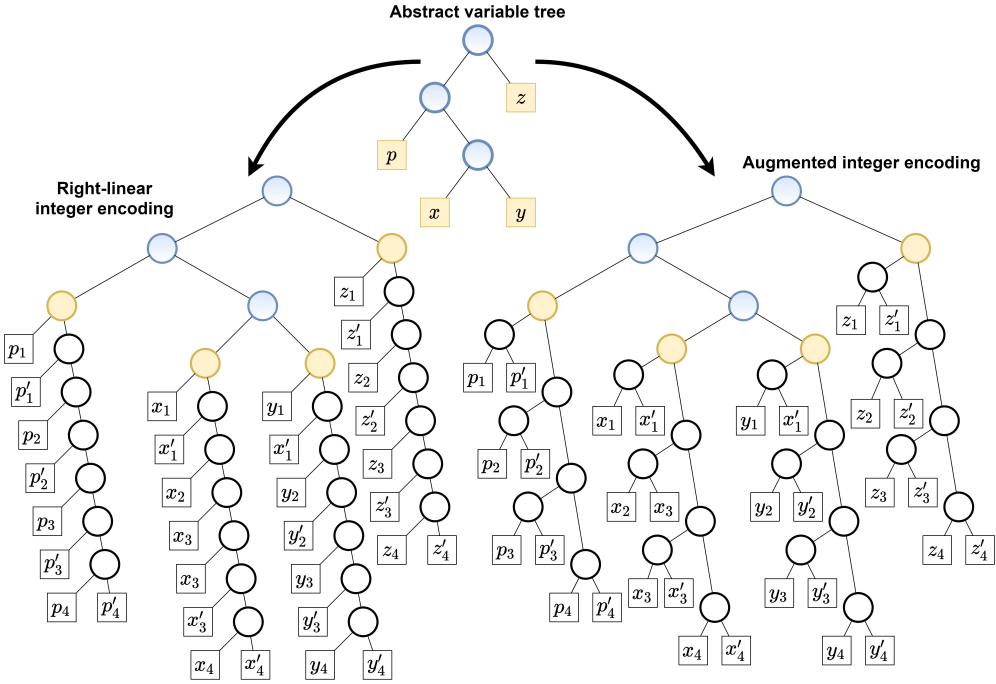 Abstract variable tree
z
p
x y
Right-linear
integer encoding
p₁
p′₁
p₂
p′₂
p₃
p′₃
p₄ p′₄
x₁
x′₁
x₂
x₃
x₃
x′₃
x₄ x′₄
y₁
x′₁
y₂
y′₂
y₃
y′₃
y₄ y′₄
z₁
z′₁
z₂
z′₂
z₃
z′₃
z₄ z′₄
Augmented integer encoding
p₁ p′₁
p₂ p′₂
p₃ p′₃
p₄ p′₄
x₁ x′₁
x₂ x₃
x₃ x′₃
x₄ x′₄
y₁ x′₁
y₂ y′₂
y₃ y′₃
y₄ y′₄
z₁ z′₁
z₂ z′₂
z₃ z′₃
z₄ z′₄